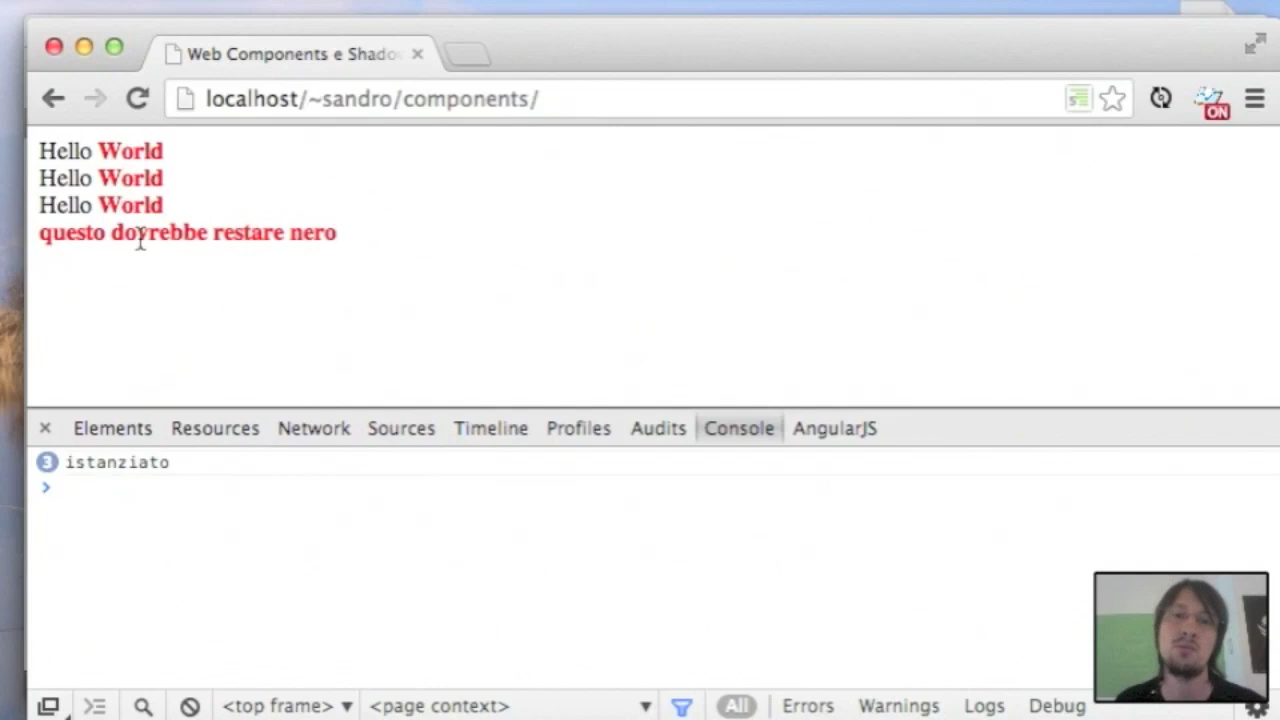 Web Components e Shado
localhost/~sandro/components/
ON
Hello World
Hello World
Hello World
questo dovrebbe restare nero
Elements Resources Network Sources Timeline Profiles Audits Console AngularJS
3 istanziato
<top frame> <page context> All Errors Warnings Logs Debug